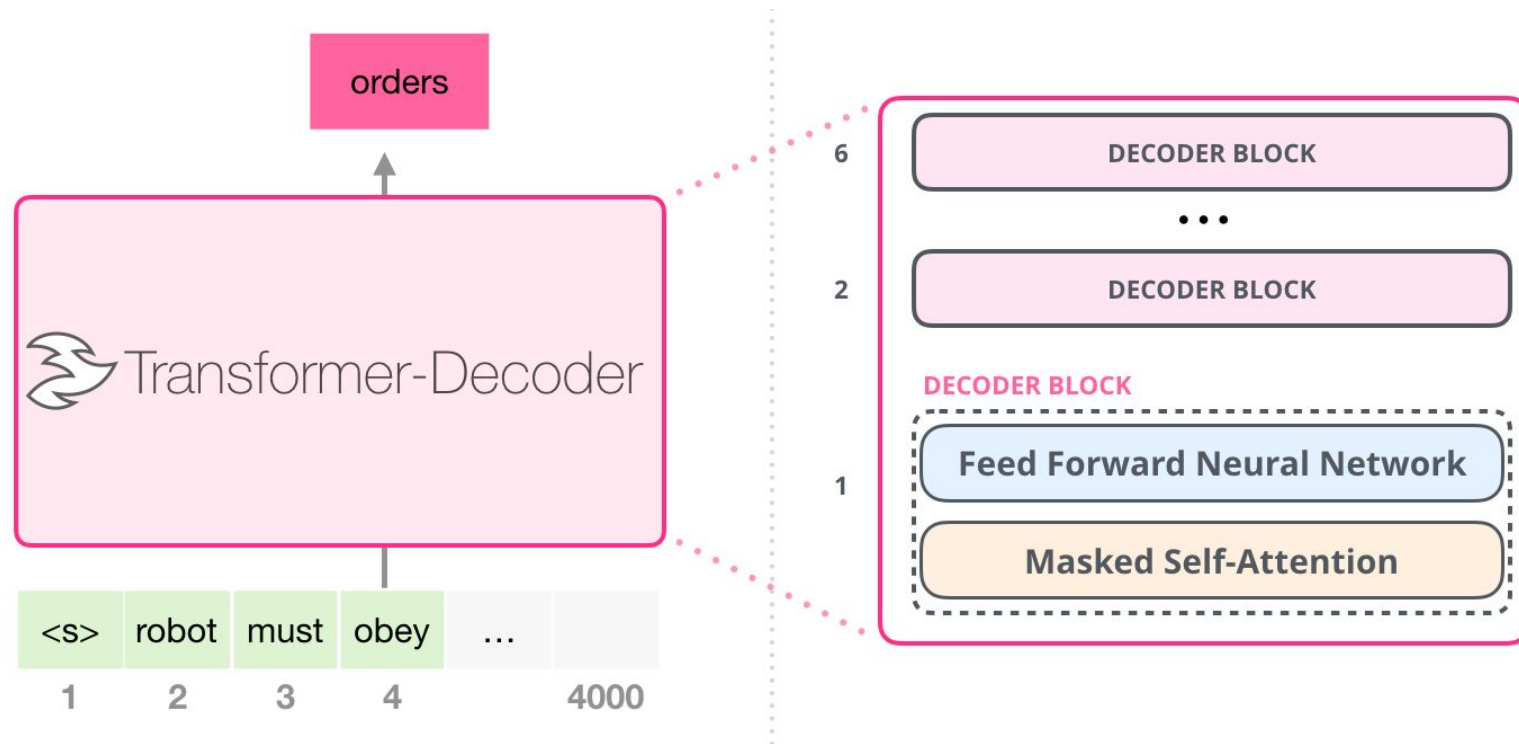 orders
Transformer-Decoder
<s> robot must obey ...
1 2 3 4 4000
6 DECODER BLOCK
...
2 DECODER BLOCK
DECODER BLOCK
1
Feed Forward Neural Network
Masked Self-Attention